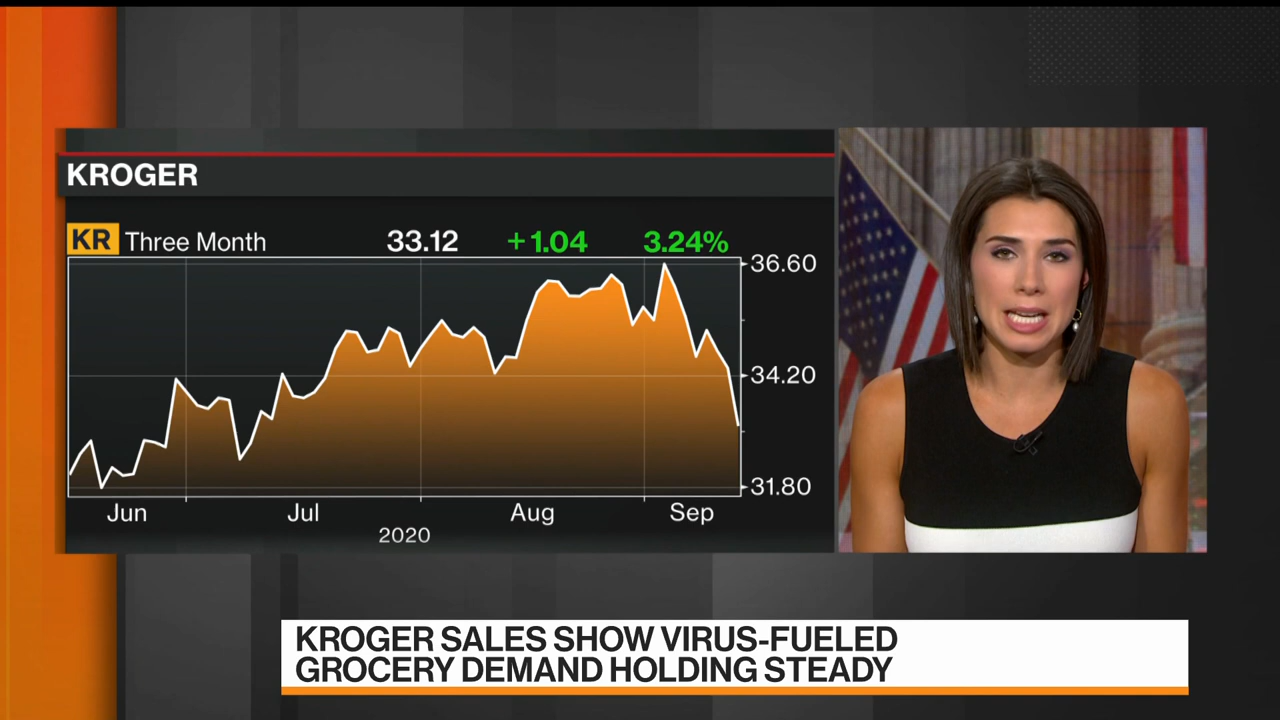 KROGER
KR Three Month 33.12 +1.04 3.24%
36.60
34.20
31.80
Jun Jul Aug Sep
2020
KROGER SALES SHOW VIRUS-FUELED
GROCERY DEMAND HOLDING STEADY